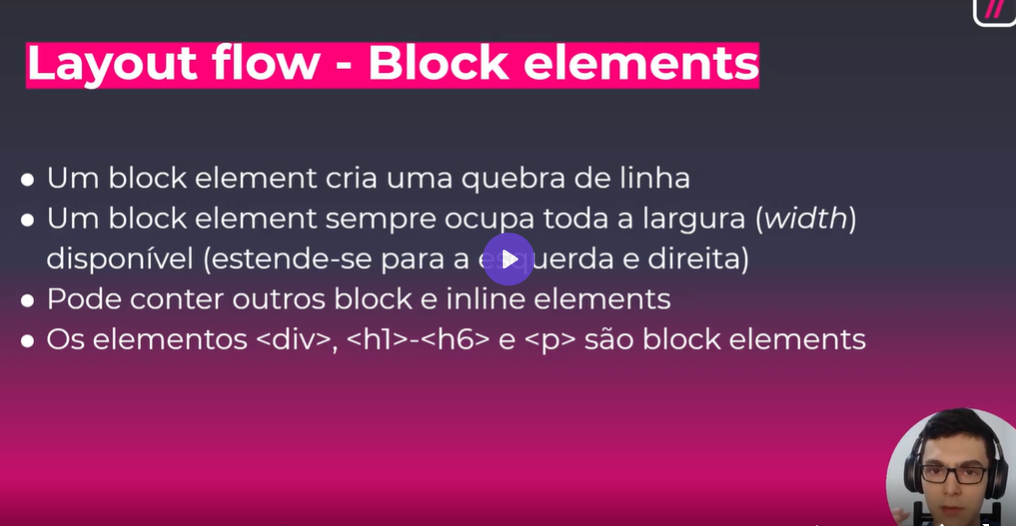 Layout flow - Block elements
● Um block element cria uma quebra de linha
● Um block element sempre ocupa toda a largura (width)
disponível (estende-se para a esquerda e direita)
● Pode conter outros block e inline elements
● Os elementos <div>, <h1>-<h6> e <p> são block elements